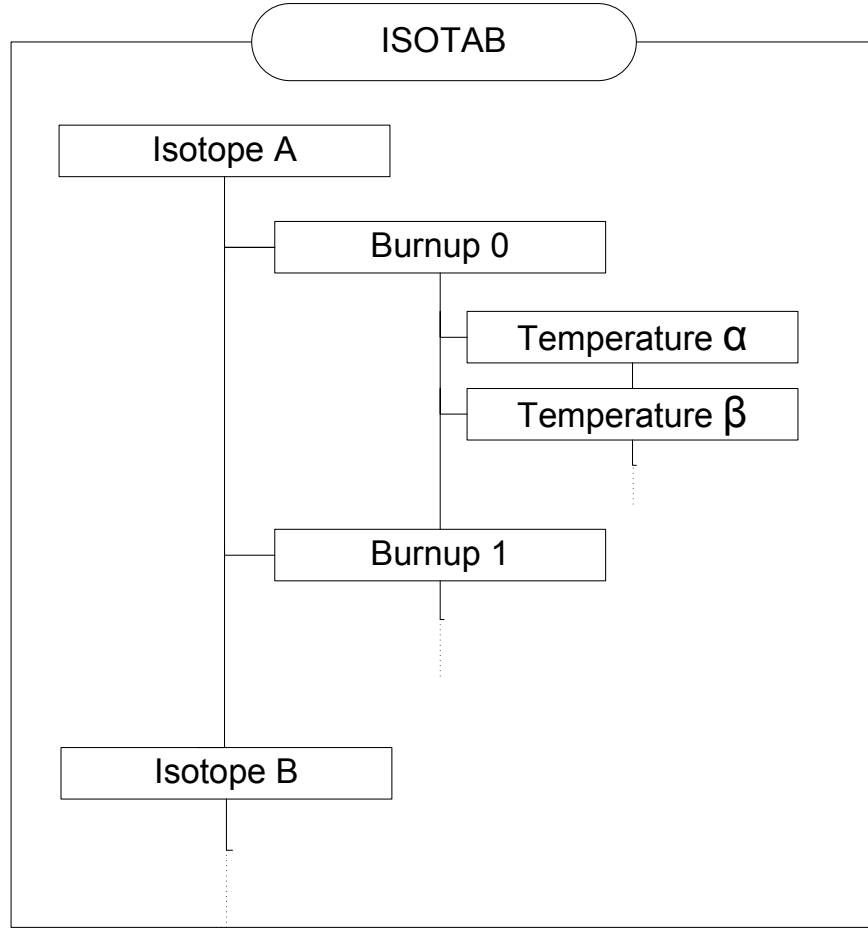 ISOTAB
Isotope A
Burnup 0
Temperature α
Temperature β
Burnup 1
Isotope B